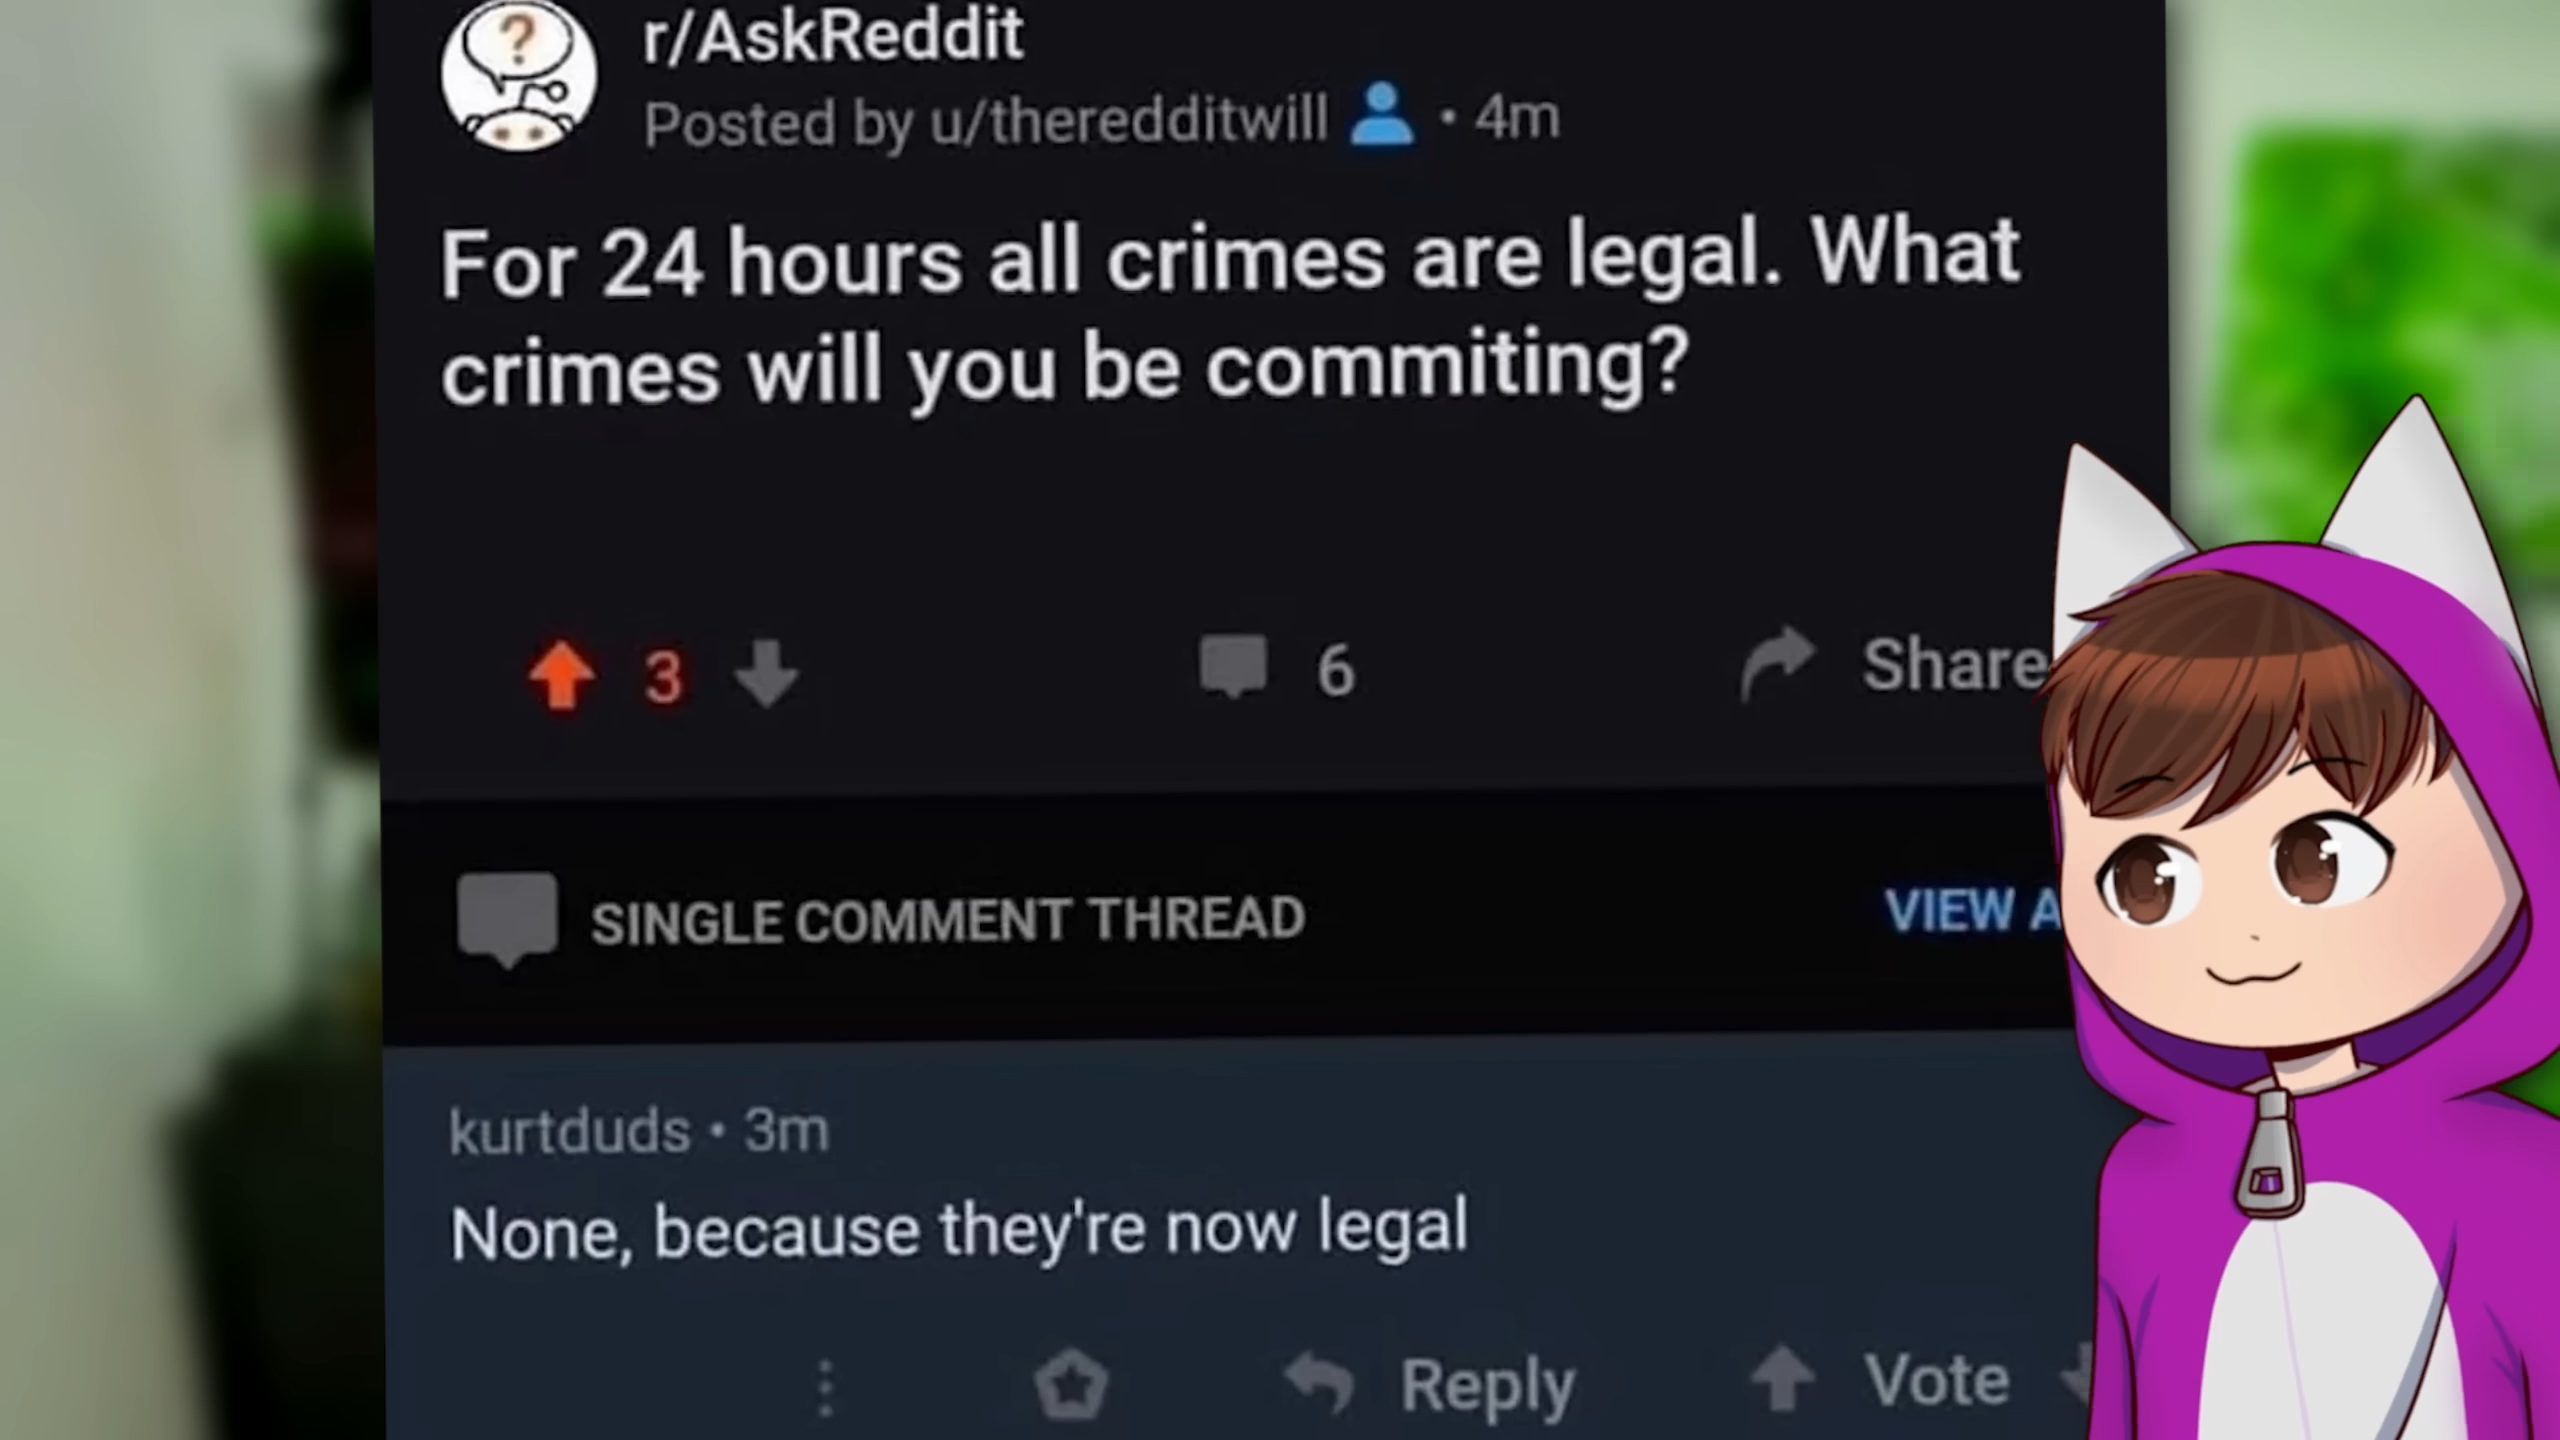 r/AskReddit
Posted by u/theredditwill • 4m
For 24 hours all crimes are legal. What
crimes will you be commiting?
3 6 Share
SINGLE COMMENT THREAD VIEW A
kurtduds • 3m
None, because they're now legal
Reply Vote